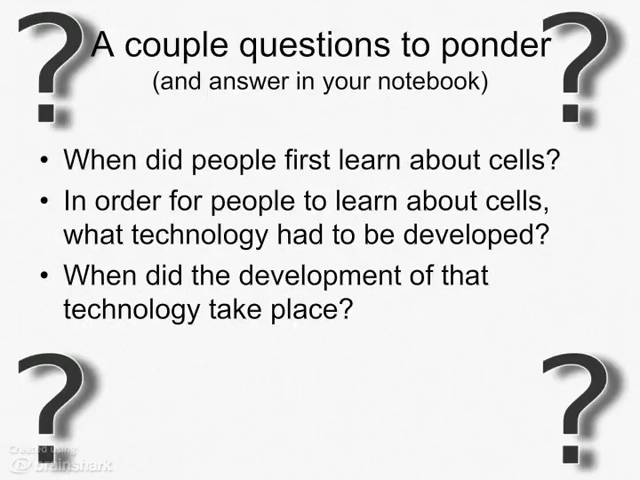 A couple questions to ponder
(and answer in your notebook)
• When did people first learn about cells?
• In order for people to learn about cells,
what technology had to be developed?
• When did the development of that
technology take place?
Created using
brainshark